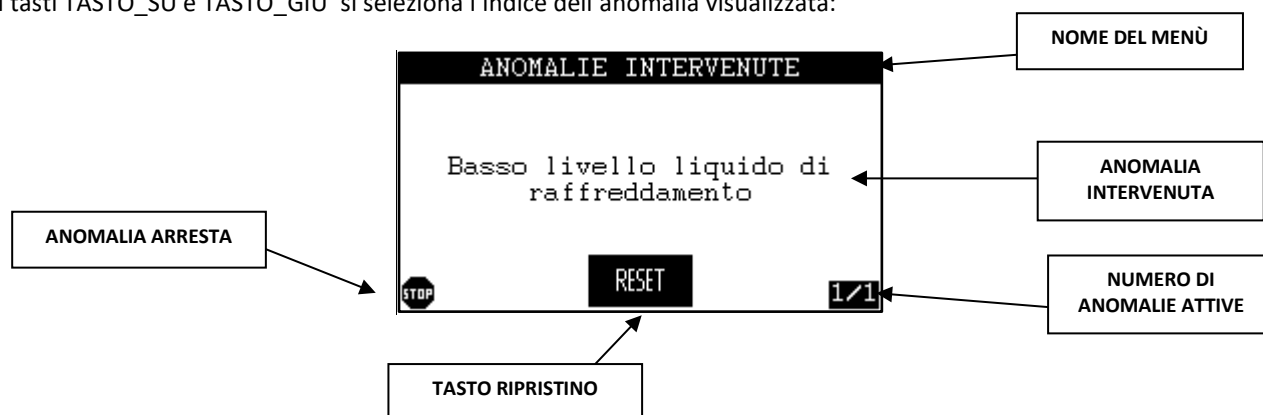 i tasti TASTO_SU e TASTO_GIÙ si seleziona l'indice dell'anomalia visualizzata:
NOME DEL MENÙ
ANOMALIE INTERVENUTE
Basso livello liquido di
raffreddamento
ANOMALIA
INTERVENUTA
ANOMALIA ARRESTA
STOP
RESET
1/1
NUMERO DI
ANOMALIE ATTIVE
TASTO RIPRISTINO